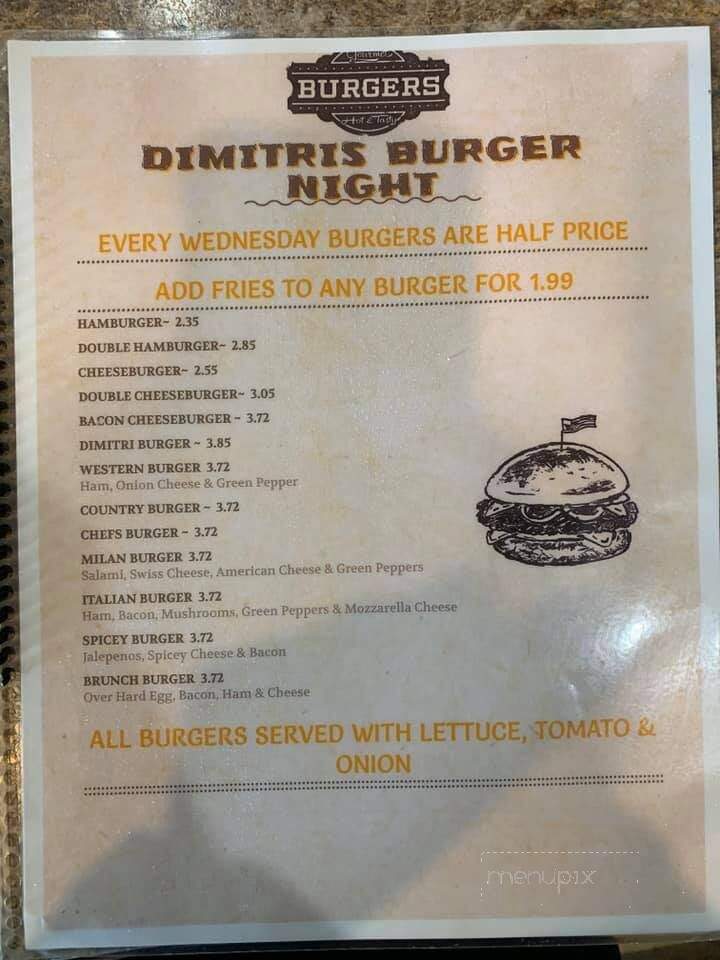 Gourmet
BURGERS
Hot & Tasty
DIMITRIS BURGER
NIGHT
EVERY WEDNESDAY BURGERS ARE HALF PRICE
ADD FRIES TO ANY BURGER FOR 1.99
HAMBURGER~ 2.35
DOUBLE HAMBURGER~ 2.85
CHEESEBURGER~ 2.55
DOUBLE CHEESEBURGER~ 3.05
BACON CHEESEBURGER ~ 3.72
DIMITRI BURGER ~ 3.85
WESTERN BURGER 3.72
Ham, Onion Cheese & Green Pepper
COUNTRY BURGER ~ 3.72
CHEFS BURGER ~ 3.72
MILAN BURGER 3.72
Salami, Swiss Cheese, American Cheese & Green Peppers
ITALIAN BURGER 3.72
Ham, Bacon, Mushrooms, Green Peppers & Mozzarella Cheese
SPICEY BURGER 3.72
Jalepenos, Spicey Cheese & Bacon
BRUNCH BURGER 3.72
Over Hard Egg, Bacon, Ham & Cheese
ALL BURGERS SERVED WITH LETTUCE, TOMATO &
ONION
menupix